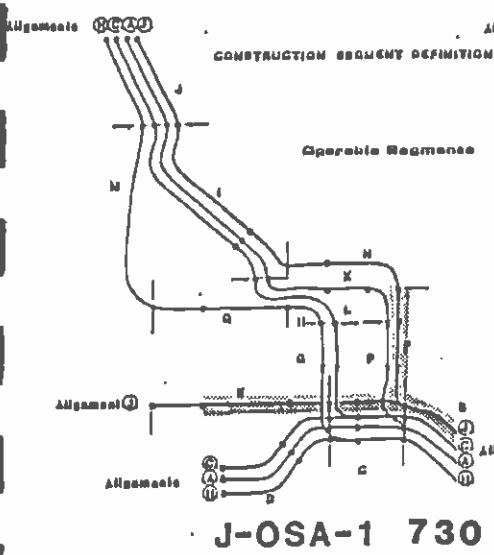 Alignments H C A J
CONSTRUCTION SEGMENT DEFINITION
J
Operable Segments
M
I
N
K
Q
L
G
P
E
Alignment J
B
J
C
A
H
C
A
H
Alignments
D
C
J-OSA-1 730